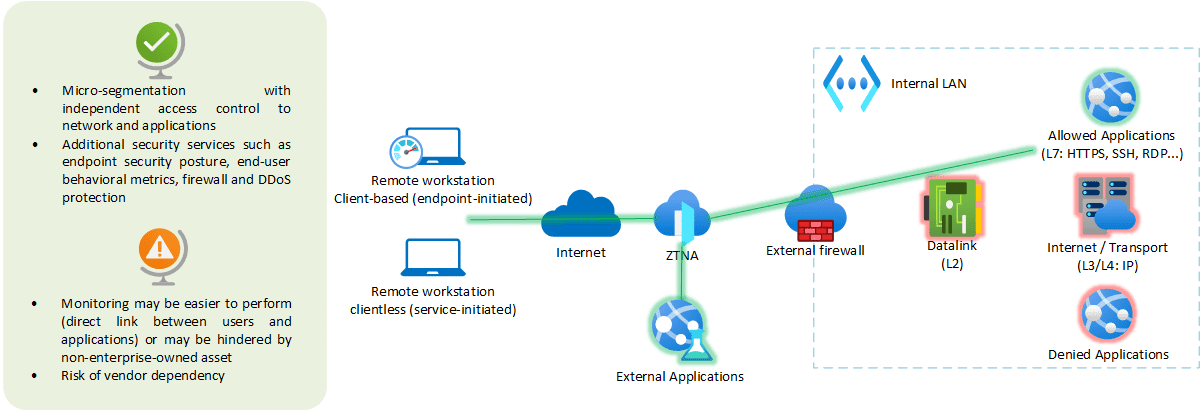 • Micro-segmentation with
independent access control to
network and applications
• Additional security services such as
endpoint security posture, end-user
behavioral metrics, firewall and DDoS
protection
• Monitoring may be easier to perform
(direct link between users and
applications) or may be hindered by
non-enterprise-owned asset
• Risk of vendor dependency
Remote workstation
Client-based (endpoint-initiated)
Remote workstation
clientless (service-initiated)
Internet
ZTNA
External Applications
External firewall
Internal LAN
Datalink
(L2)
Allowed Applications
(L7: HTTPS, SSH, RDP...)
Internet / Transport
(L3/L4: IP)
Denied Applications